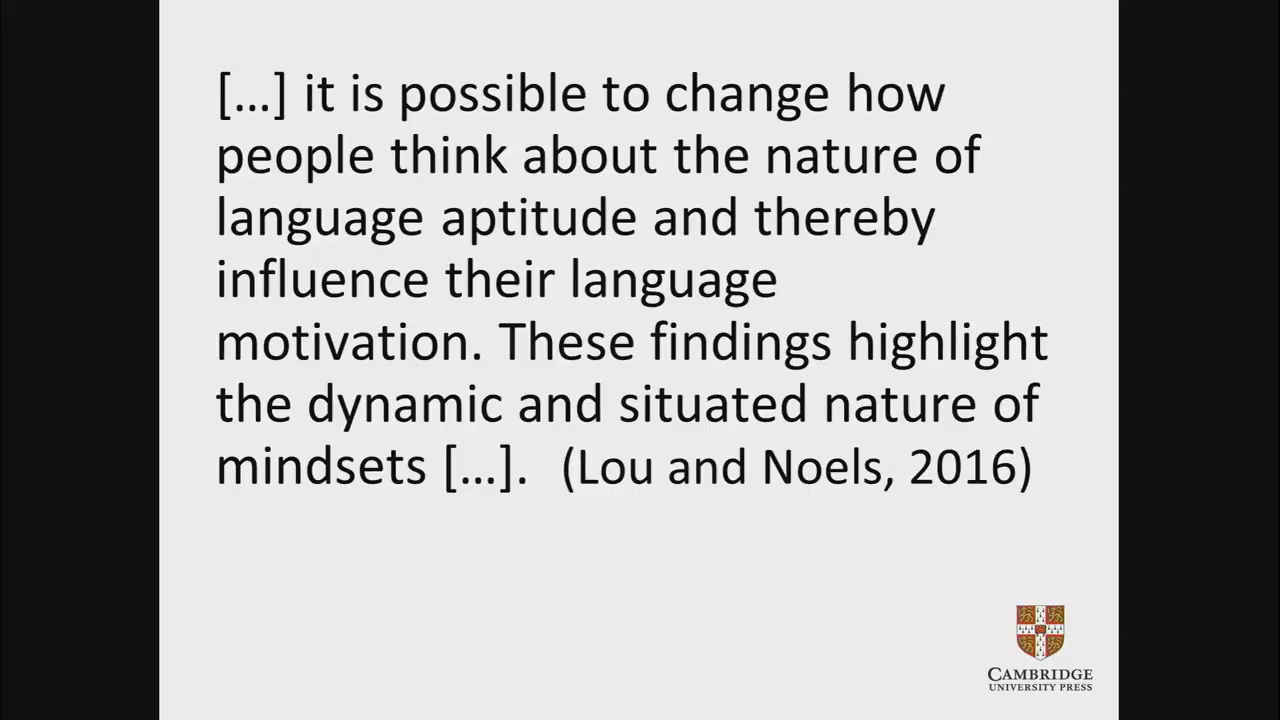 [...] it is possible to change how
people think about the nature of
language aptitude and thereby
influence their language
motivation. These findings highlight
the dynamic and situated nature of
mindsets [...]. (Lou and Noels, 2016)
CAMBRIDGE
UNIVERSITY PRESS